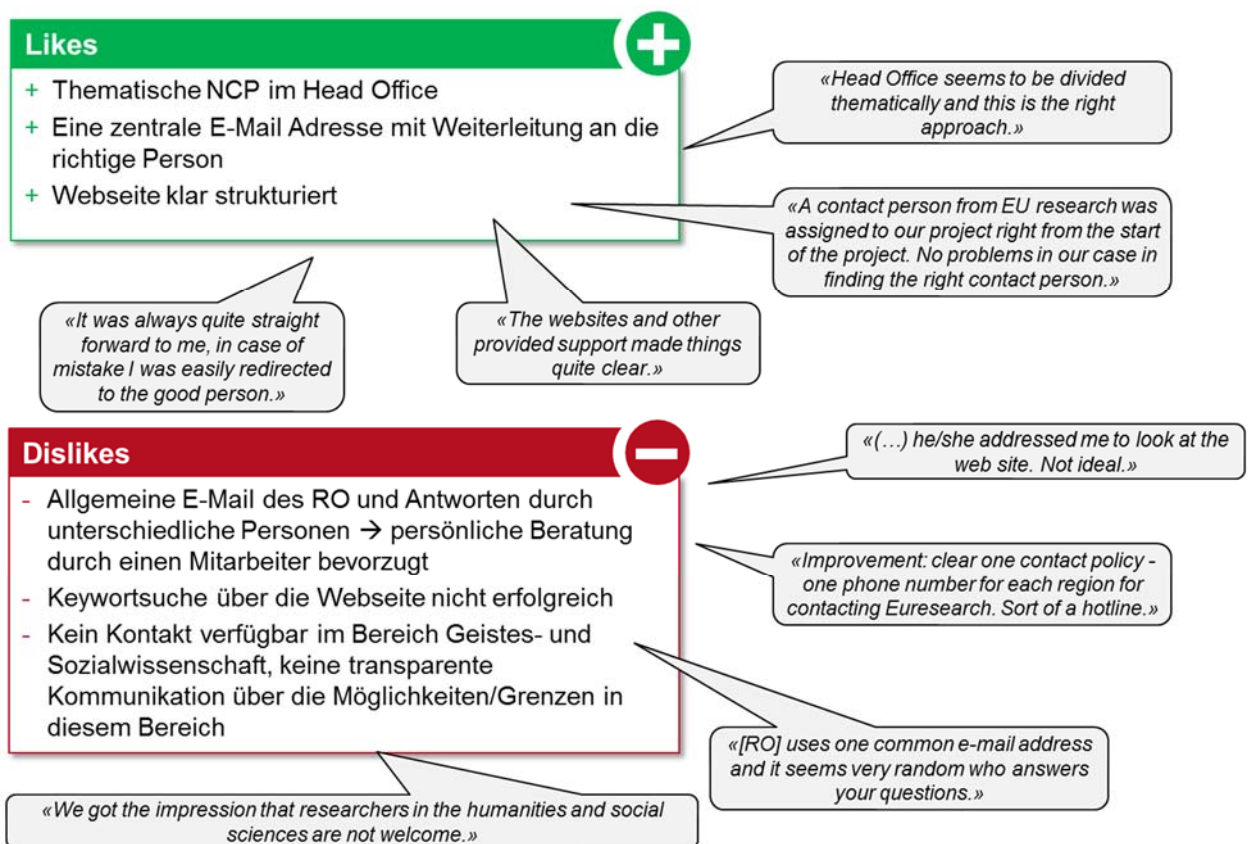 Likes
+ Thematische NCP im Head Office
+ Eine zentrale E-Mail Adresse mit Weiterleitung an die
richtige Person
+ Webseite klar strukturiert
«Head Office seems to be divided
thematically and this is the right
approach.»
«A contact person from EU research was
assigned to our project right from the start
of the project. No problems in our case in
finding the right contact person.»
«It was always quite straight
forward to me, in case of
mistake I was easily redirected
to the good person.»
«The websites and other
provided support made things
quite clear.»
Dislikes
- Allgemeine E-Mail des RO und Antworten durch
unterschiedliche Personen → persönliche Beratung
durch einen Mitarbeiter bevorzugt
- Keywortsuche über die Webseite nicht erfolgreich
- Kein Kontakt verfügbar im Bereich Geistes- und
Sozialwissenschaft, keine transparente
Kommunikation über die Möglichkeiten/Grenzen in
diesem Bereich
«(…) he/she addressed me to look at the
web site. Not ideal.»
«Improvement: clear one contact policy -
one phone number for each region for
contacting Euresearch. Sort of a hotline.»
«[RO] uses one common e-mail address
and it seems very random who answers
your questions.»
«We got the impression that researchers in the humanities and social
sciences are not welcome.»